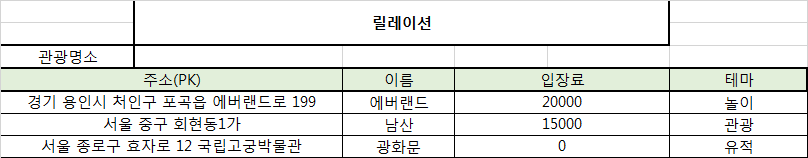 릴레이션
관광명소
주소(PK) 이름 입장료 테마
경기 용인시 처인구 포곡읍 에버랜드로 199 에버랜드 20000 놀이
서울 중구 회현동1가 남산 15000 관광
서울 종로구 효자로 12 국립고궁박물관 광화문 0 유적